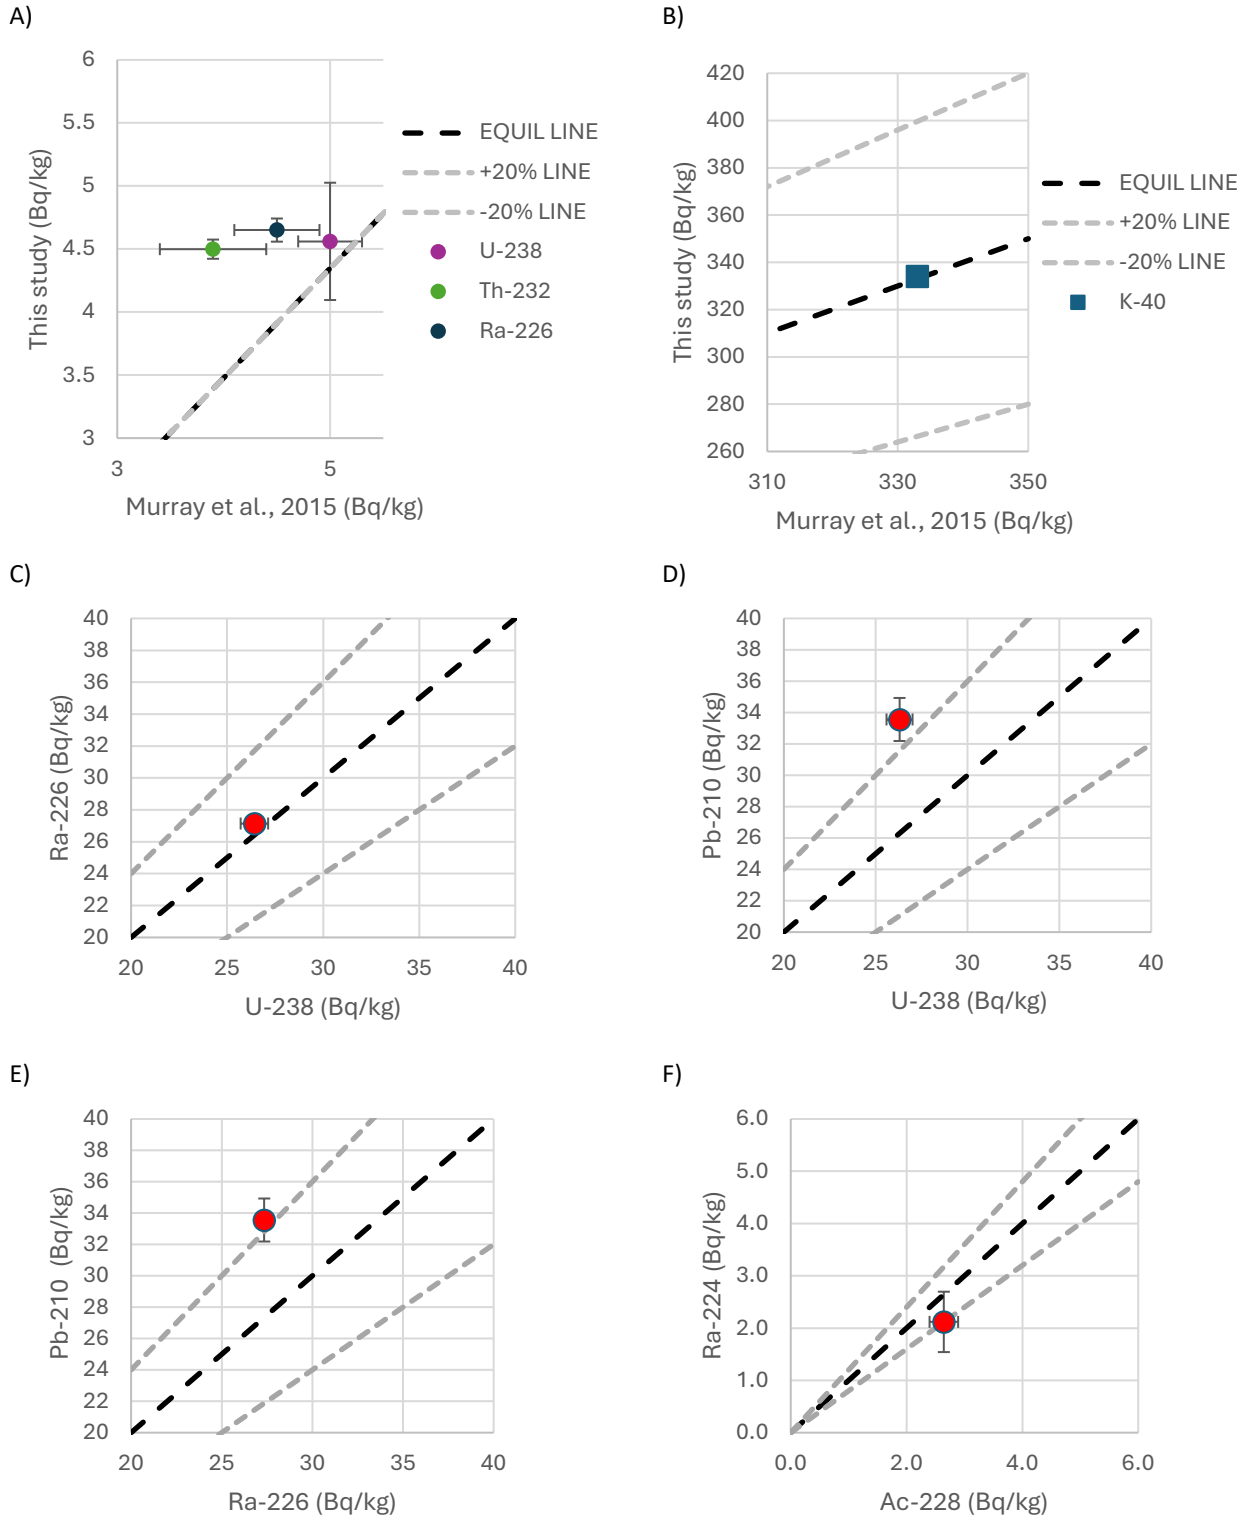 A)
6
5.5
5
4.5
4
3.5
3
3
5
This study (Bq/kg)
Murray et al., 2015 (Bq/kg)
EQUIL LINE
+20% LINE
-20% LINE
U-238
Th-232
Ra-226
B)
420
400
380
360
340
320
300
280
260
310
330
350
This study (Bq/kg)
Murray et al., 2015 (Bq/kg)
EQUIL LINE
+20% LINE
-20% LINE
K-40
C)
40
38
36
34
32
30
28
26
24
22
20
20
25
30
35
40
Ra-226 (Bq/kg)
U-238 (Bq/kg)
D)
40
38
36
34
32
30
28
26
24
22
20
20
25
30
35
40
Pb-210 (Bq/kg)
U-238 (Bq/kg)
E)
40
38
36
34
32
30
28
26
24
22
20
20
25
30
35
40
Pb-210 (Bq/kg)
Ra-226 (Bq/kg)
F)
6.0
5.0
4.0
3.0
2.0
1.0
0.0
0.0
2.0
4.0
6.0
Ra-224 (Bq/kg)
Ac-228 (Bq/kg)